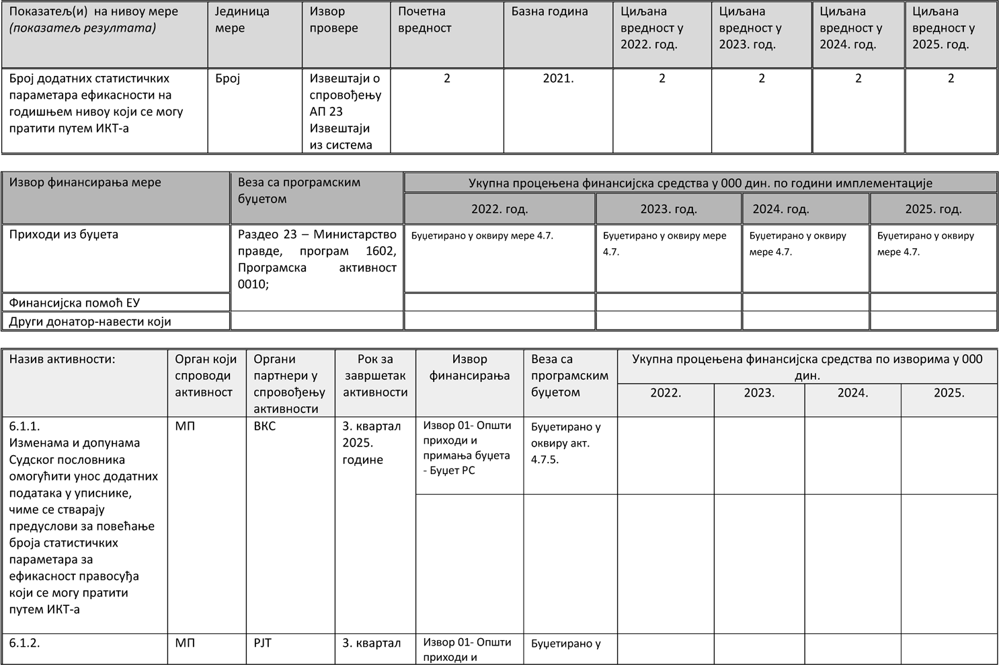 Показатељ(и) на нивоу мере
(показатељ резултата)
Јединица
мере
Извор
провере
Почетна
вредност
Базна година
Циљана
вредност у
2022. год.
Циљана
вредност у
2023. год.
Циљана
вредност у
2024. год.
Циљана
вредност у
2025. год.
Број додатних статистичких
параметара ефикасности на
годишњем нивоу који се могу
пратити путем ИКТ-а
Број
Извештаји о
спровођењу
АП 23
Извештаји
из система
2
2021.
2
2
2
2
Извор финансирања мере
Веза са програмским
буџетом
Укупна процењена финансијска средства у 000 дин. по години имплементације
2022. год.
2023. год.
2024. год.
2025. год.
Приходи из буџета
Раздео 23 – Министарство
правде, програм 1602,
Програмска активност
0010;
Буџетирано у оквиру мере 4.7.
Буџетирано у оквиру мере
4.7.
Буџетирано у оквиру
мере 4.7.
Буџетирано у оквиру
мере 4.7.
Финансијска помоћ ЕУ
Други донатор-навести који
Назив активности:
Орган који
спроводи
активност
Органи
партнери у
спровођењу
активности
Рок за
завршетак
активности
Извор
финансирања
Веза са
програмским
буџетом
Укупна процењена финансијска средства по изворима у 000
дин.
2022.
2023.
2024.
2025.
6.1.1.
Изменама и допунама
Судског пословника
омогућити унос додатних
података у уписнике,
чиме се стварају
предуслови за повећање
броја статистичких
параметара за
ефикасност правосуђа
који се могу пратити
путем ИКТ-а
МП
ВКС
3. квартал
2025.
године
Извор 01- Општи
приходи и
примања буџета
- Буџет РС
Буџетирано у
оквиру акт.
4.7.5.
6.1.2.
МП
РЈТ
3. квартал
Извор 01- Општи
приходи и
Буџетирано у